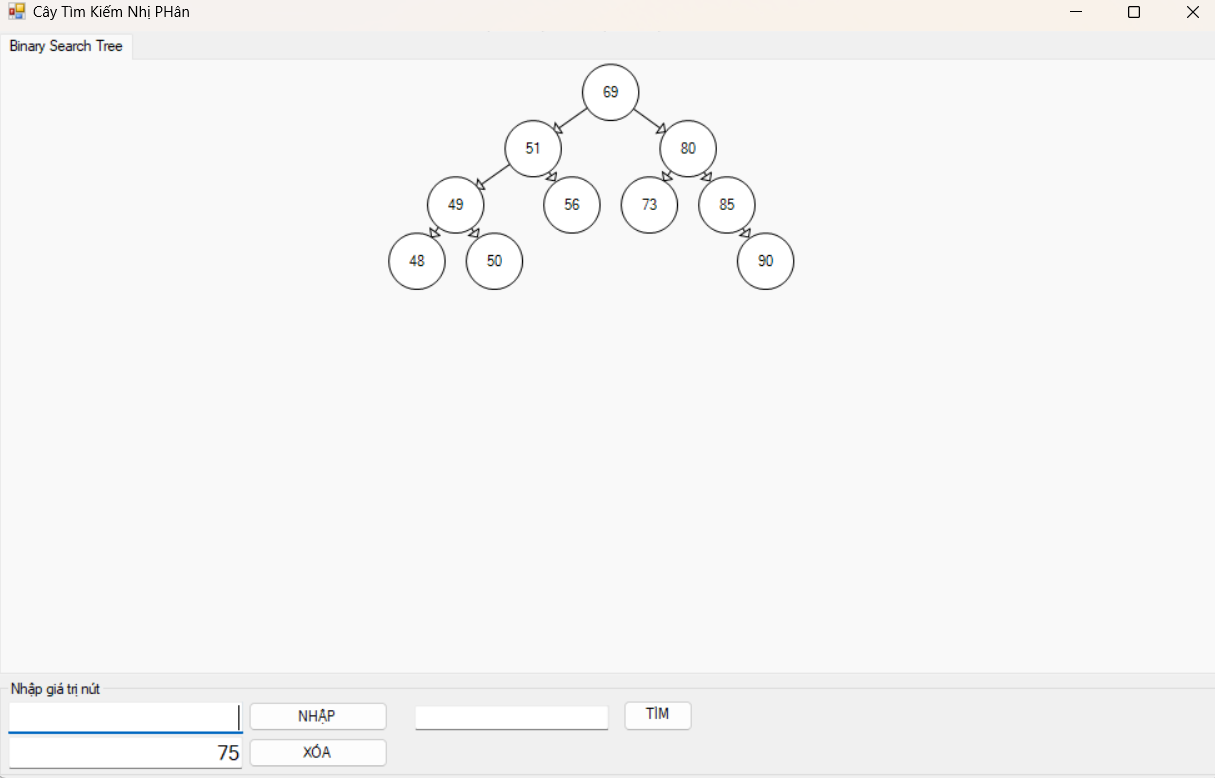 Cây Tìm Kiếm Nhị PHân
Binary Search Tree
69
51 80
49 56 73 85
48 50 90
Nhập giá trị nút
NHẬP TÌM
75 XÓA